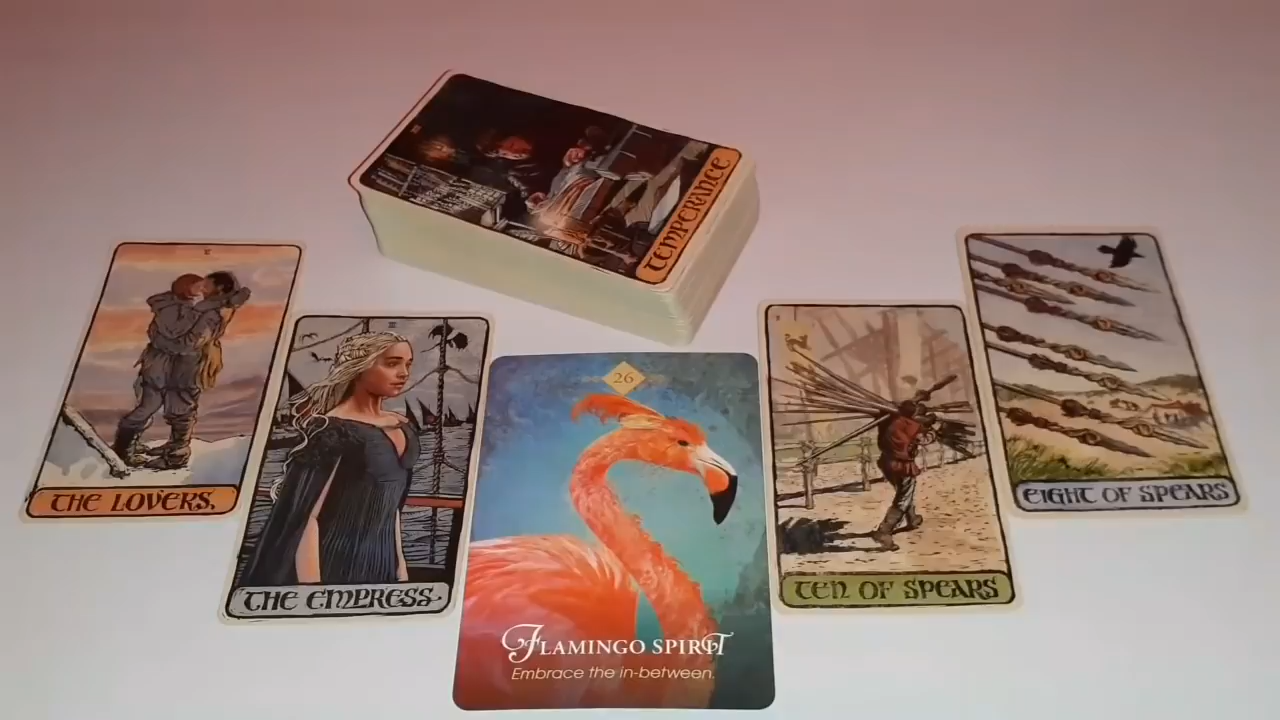 TEMPERANCE
THE LOVERS,
THE EMPRESS.
26
FLAMINGO SPIRIT
Embrace the in-between.
TEN OF SPEARS
EIGHT OF SPEARS